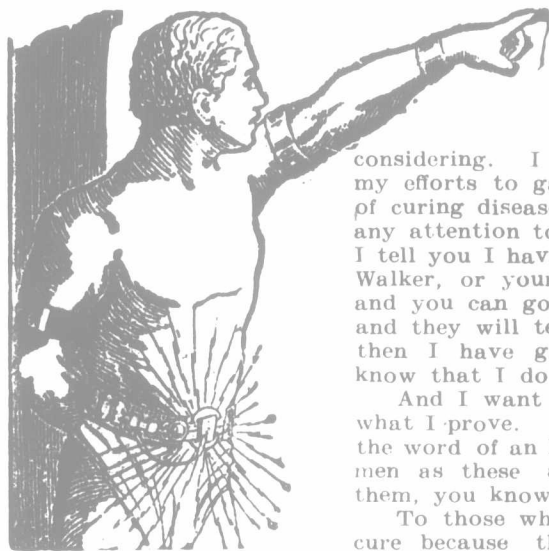 considering. I
my efforts to g
of curing diseas
any attention to
I tell you I hav
Walker, or your
and you can go
and they will te
then I have g
know that I do
And I want
what I prove.
the word of an
men as these a
them, you know
To those wh
cure because th